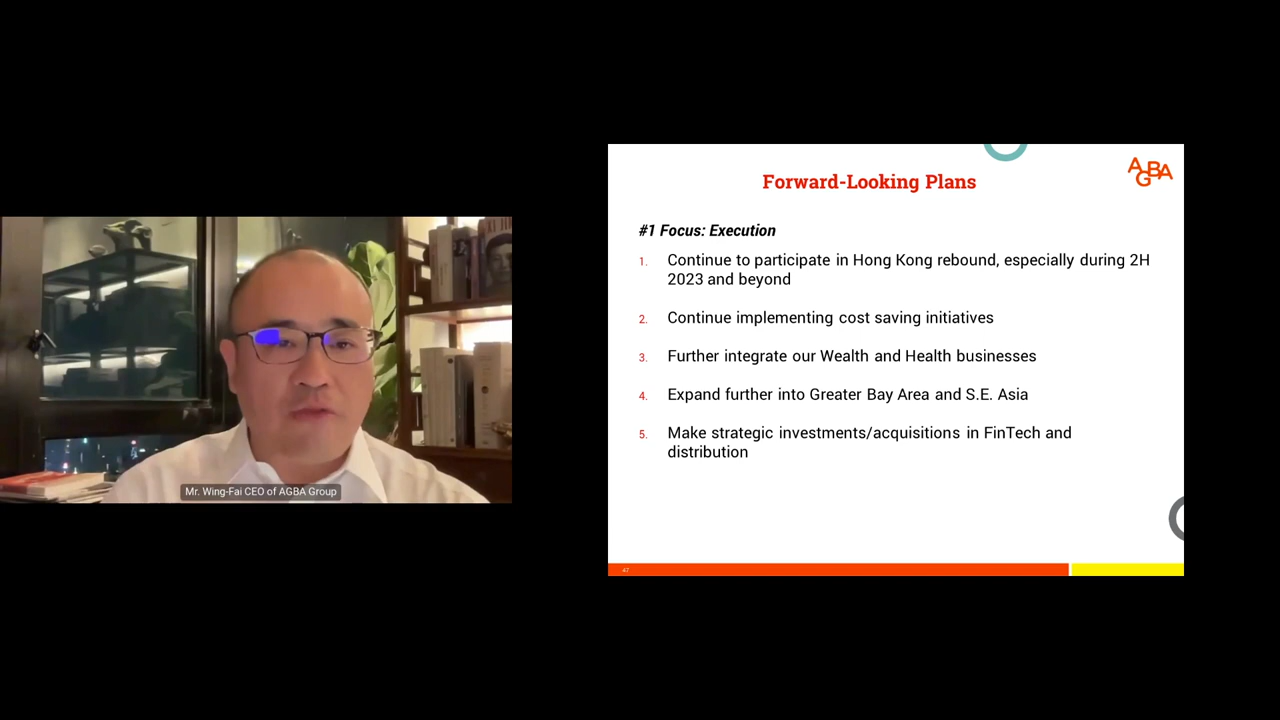 Mr. Wing-Fai CEO of AGBA Group
AGBA
Forward-Looking Plans
#1 Focus: Execution
1. Continue to participate in Hong Kong rebound, especially during 2H
2023 and beyond
2. Continue implementing cost saving initiatives
3. Further integrate our Wealth and Health businesses
4. Expand further into Greater Bay Area and S.E. Asia
5. Make strategic investments/acquisitions in FinTech and
distribution
47